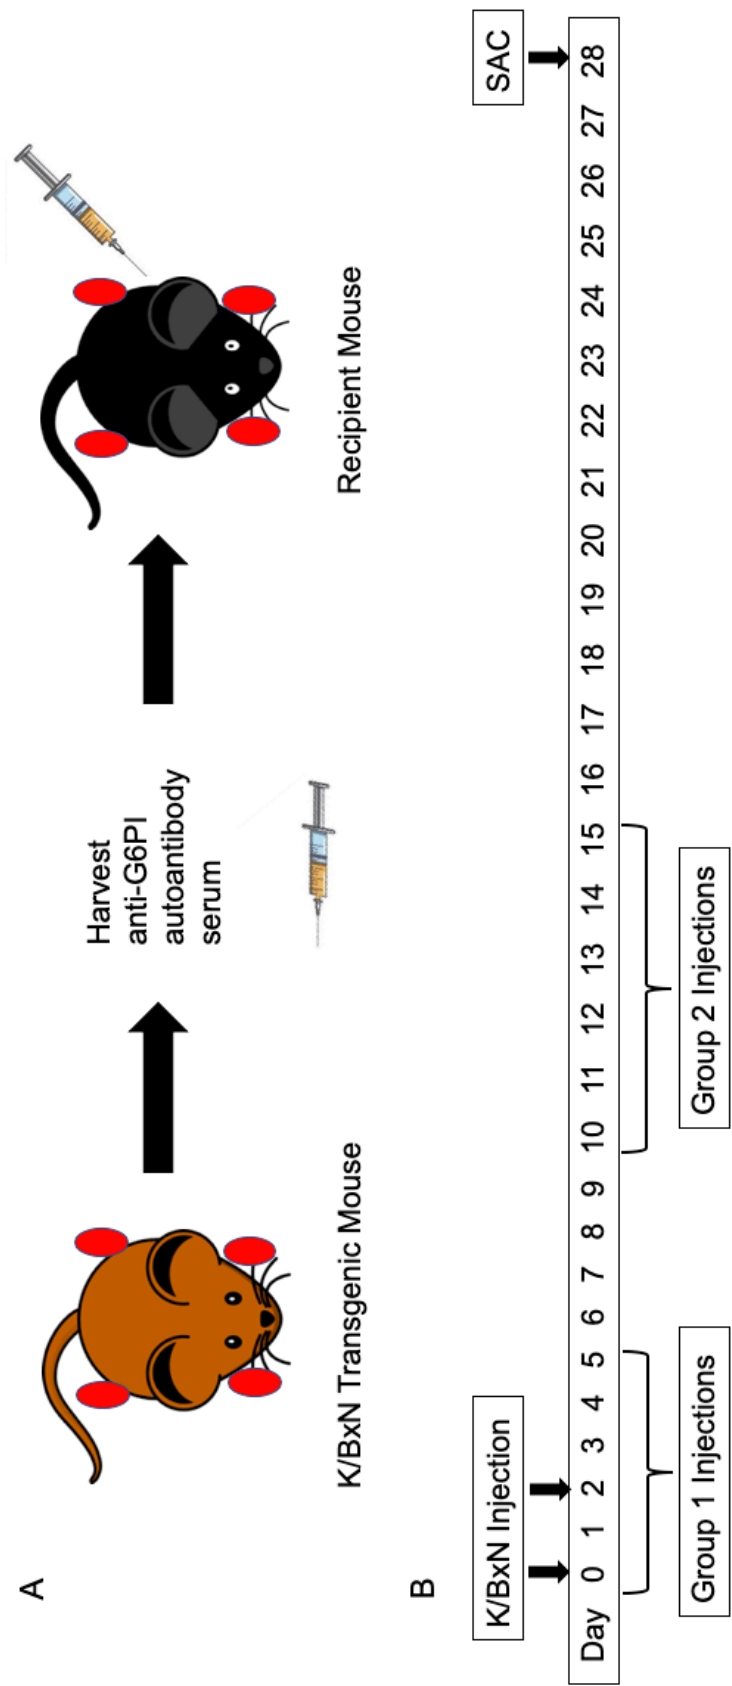 A
Harvest
anti-G6PI
autoantibody
serum
K/BxN Transgenic Mouse
Recipient Mouse
B
K/BxN Injection
SAC
Day 0 1 2 3 4 5 6 7 8 9 10 11 12 13 14 15 16 17 18 19 20 21 22 23 24 25 26 27 28
Group 1 Injections
Group 2 Injections